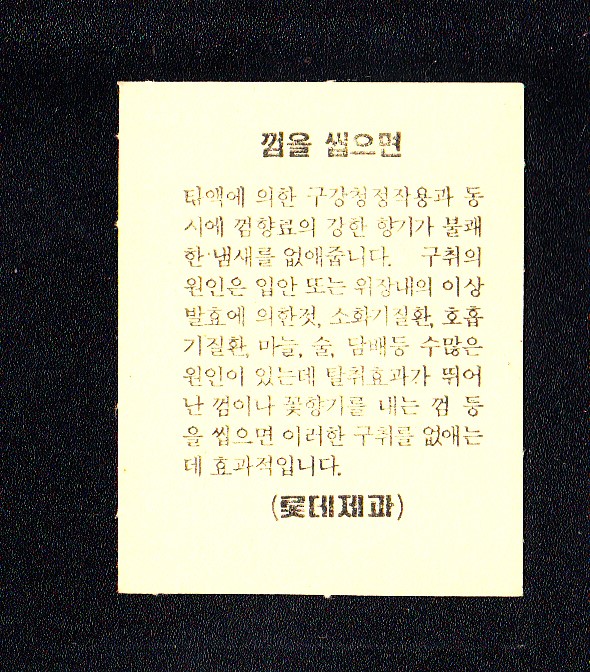 껌을 씹으면
타액에 의한 구강청정작용과 동
시에 껌향료의 강한 향기가 불쾌
한 냄새를 없애줍니다. 구취의
원인은 입안 또는 위장내의 이상
발효에 의한것, 소화기질환, 호흡
기질환, 마늘, 술, 담배등 수많은
원인이 있는데 탈취효과가 뛰어
난 껌이나 꽃향기를 내는 껌 등
을 씹으면 이러한 구취를 없애는
데 효과적입니다.
(롯데제과)